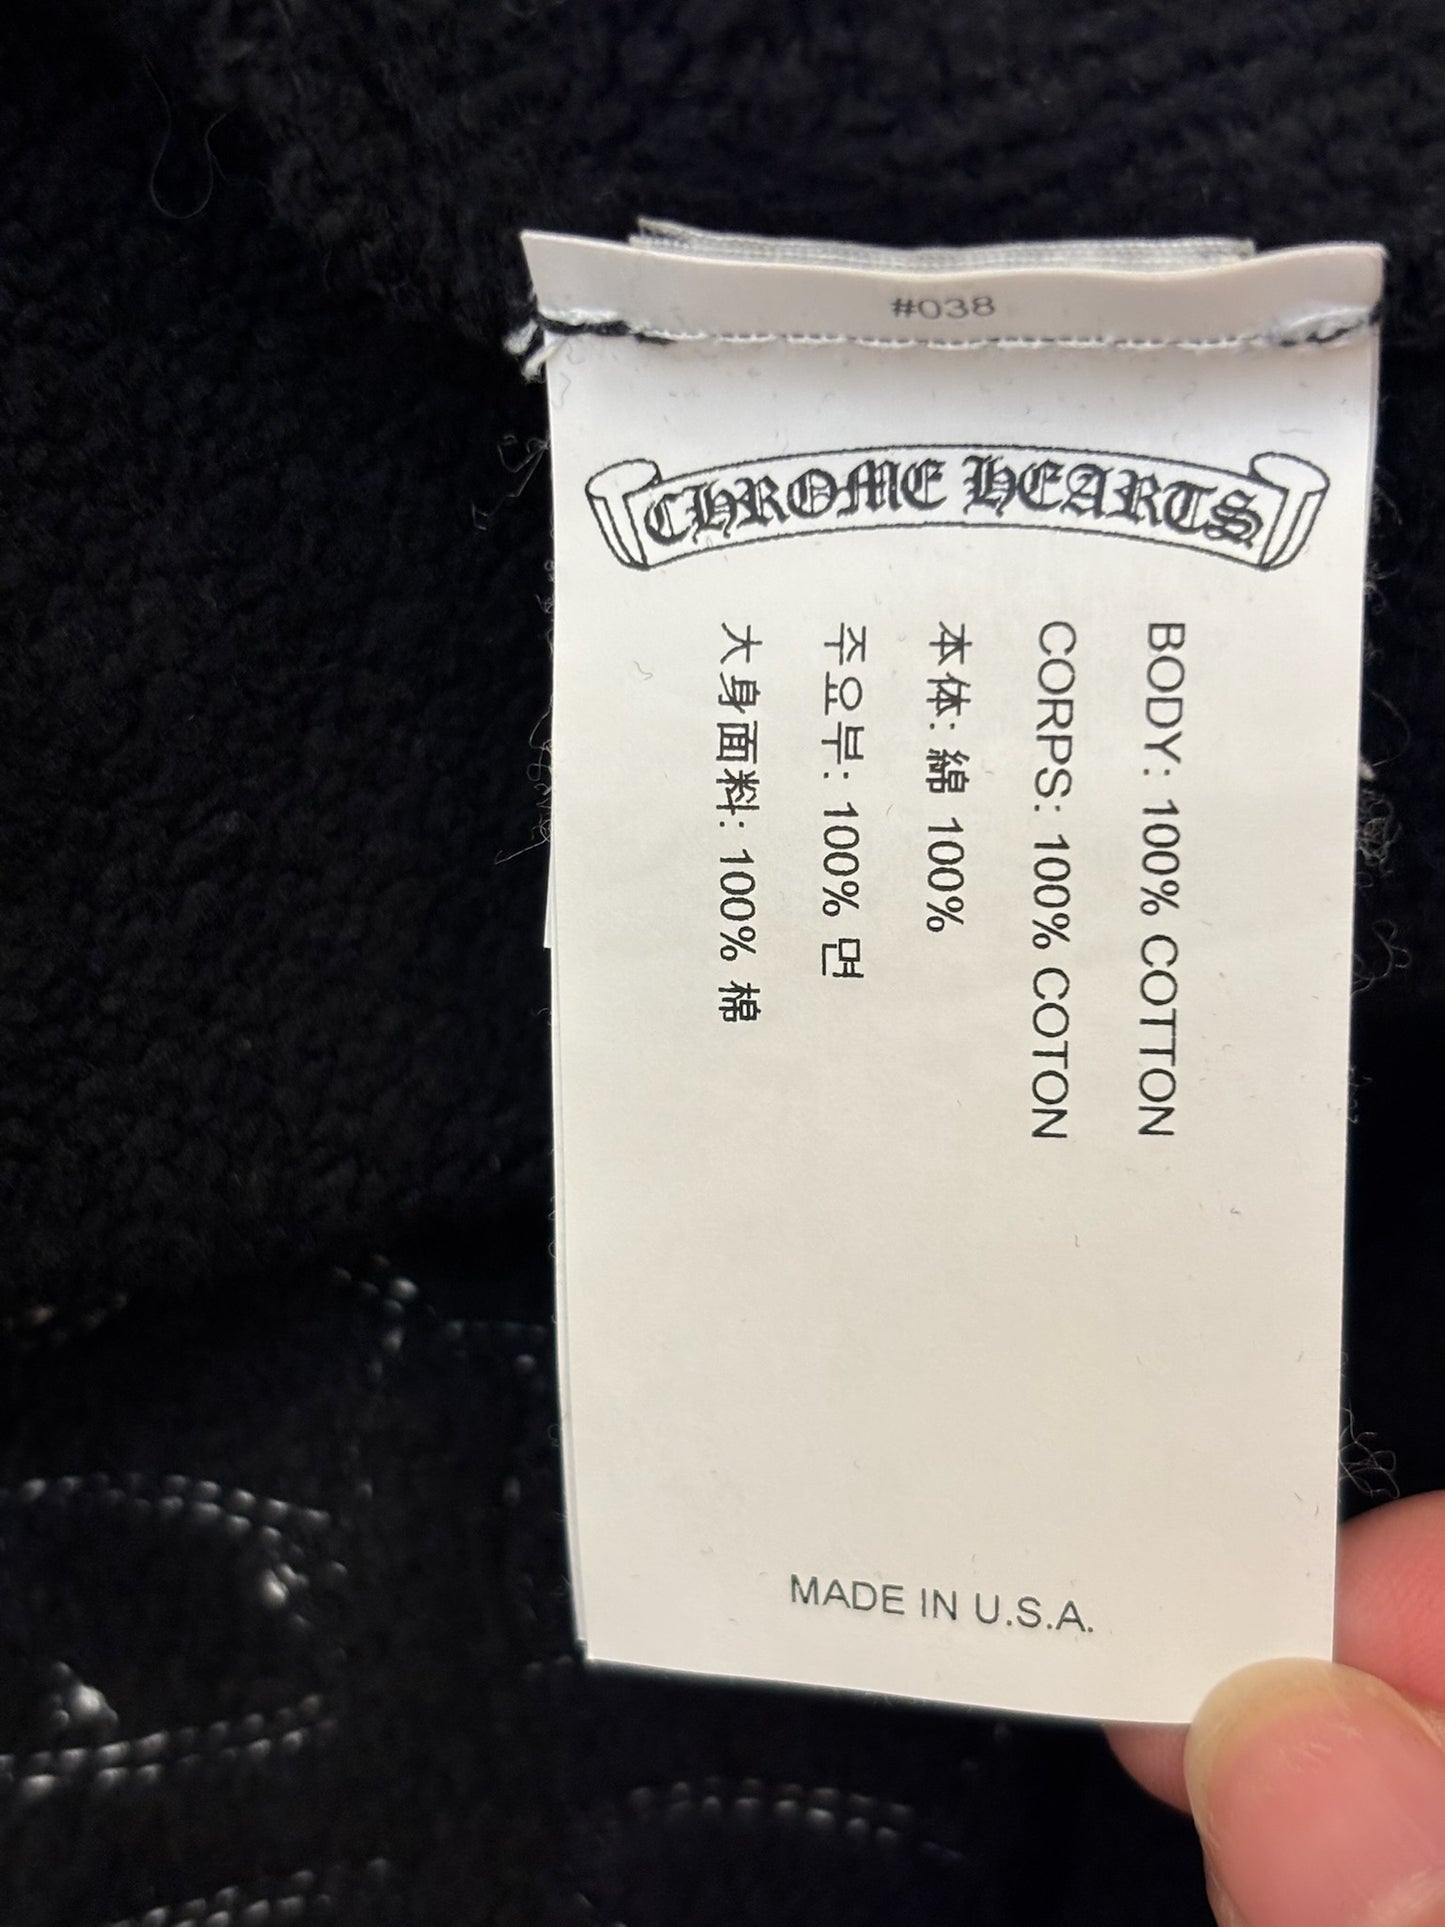 #038
CHROME HEARTS
BODY: 100% COTTON
CORPS: 100% COTON
本体: 綿 100%
주요부: 100% 면
大身面料: 100% 棉
MADE IN U.S.A.